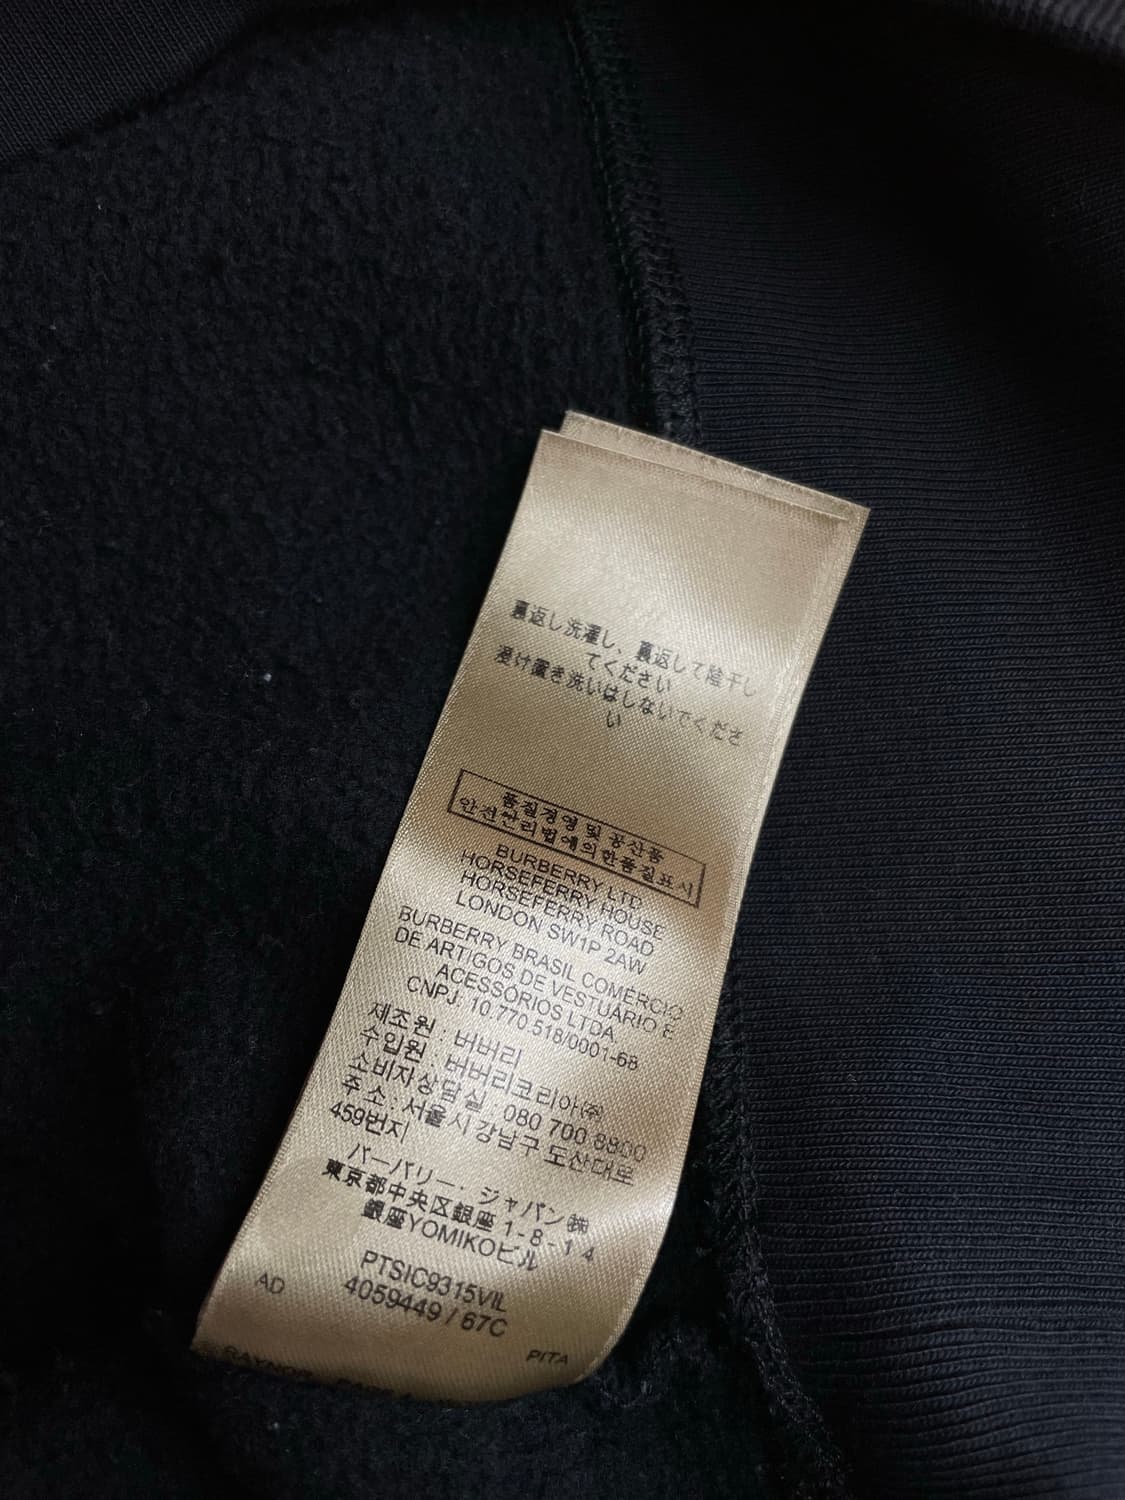 裏返し洗濯し、裏返して陰干し
てください
浸け置き洗いはしないでくださ
い
품질경영 및 공산품
안전관리법에의한품질표시
BURBERRY LTD
HORSEFERRY HOUSE
HORSEFERRY ROAD
LONDON SW1P 2AW
BURBERRY BRASIL COMÉRCIO
DE ARTIGOS DE VESTUÁRIO E
ACESSÓRIOS LTDA
CNPJ: 10.770.518/0001-68
제조원 : 버버리
수입원 : 버버리코리아㈜
소비자상담실 : 080 700 8800
주소 : 서울시 강남구 도산대로
459번지
バーバリー・ジャパン㈱
東京都中央区銀座 1-8-14
銀座YOMIKOビル
PTSIC9315VIL
AD 4059449 / 67C
PITA